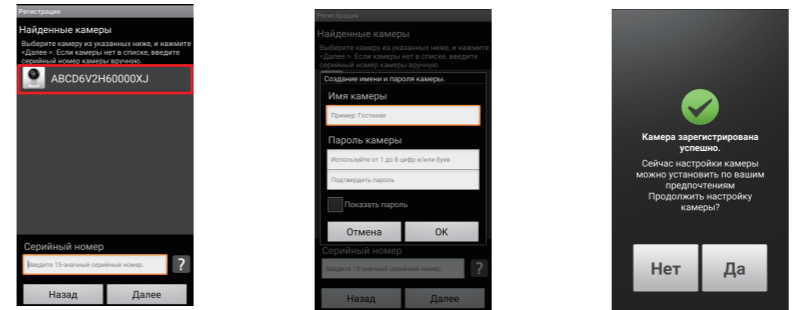 Регистрация
Найденные камеры
Выберите камеру из указанных ниже, и нажмите
<Далее >. Если камеры нет в списке, введите
серийный номер камеры вручную.
ABCD6V2H60000XJ
Серийный номер
Введите 15-значный серийный номер.
?
Назад
Далее
Регистрация
Найденные камеры
Выберите камеру из указанных ниже, и нажмите
<Далее >. Если камеры нет в списке, введите
серийный номер камеры вручную.
Создание имени и пароля камеры.
Имя камеры
Пример: Гостиная
Пароль камеры
Используйте от 1 до 8 цифр и/или букв
Подтвердить пароль
Показать пароль
Отмена
OK
Серийный номер
Введите 15-значный серийный номер.
?
Назад
Далее
Камера зарегистрирована
успешно.
Сейчас настройки камеры
можно установить по вашим
предпочтениям
Продолжить настройку
камеры?
Нет
Да